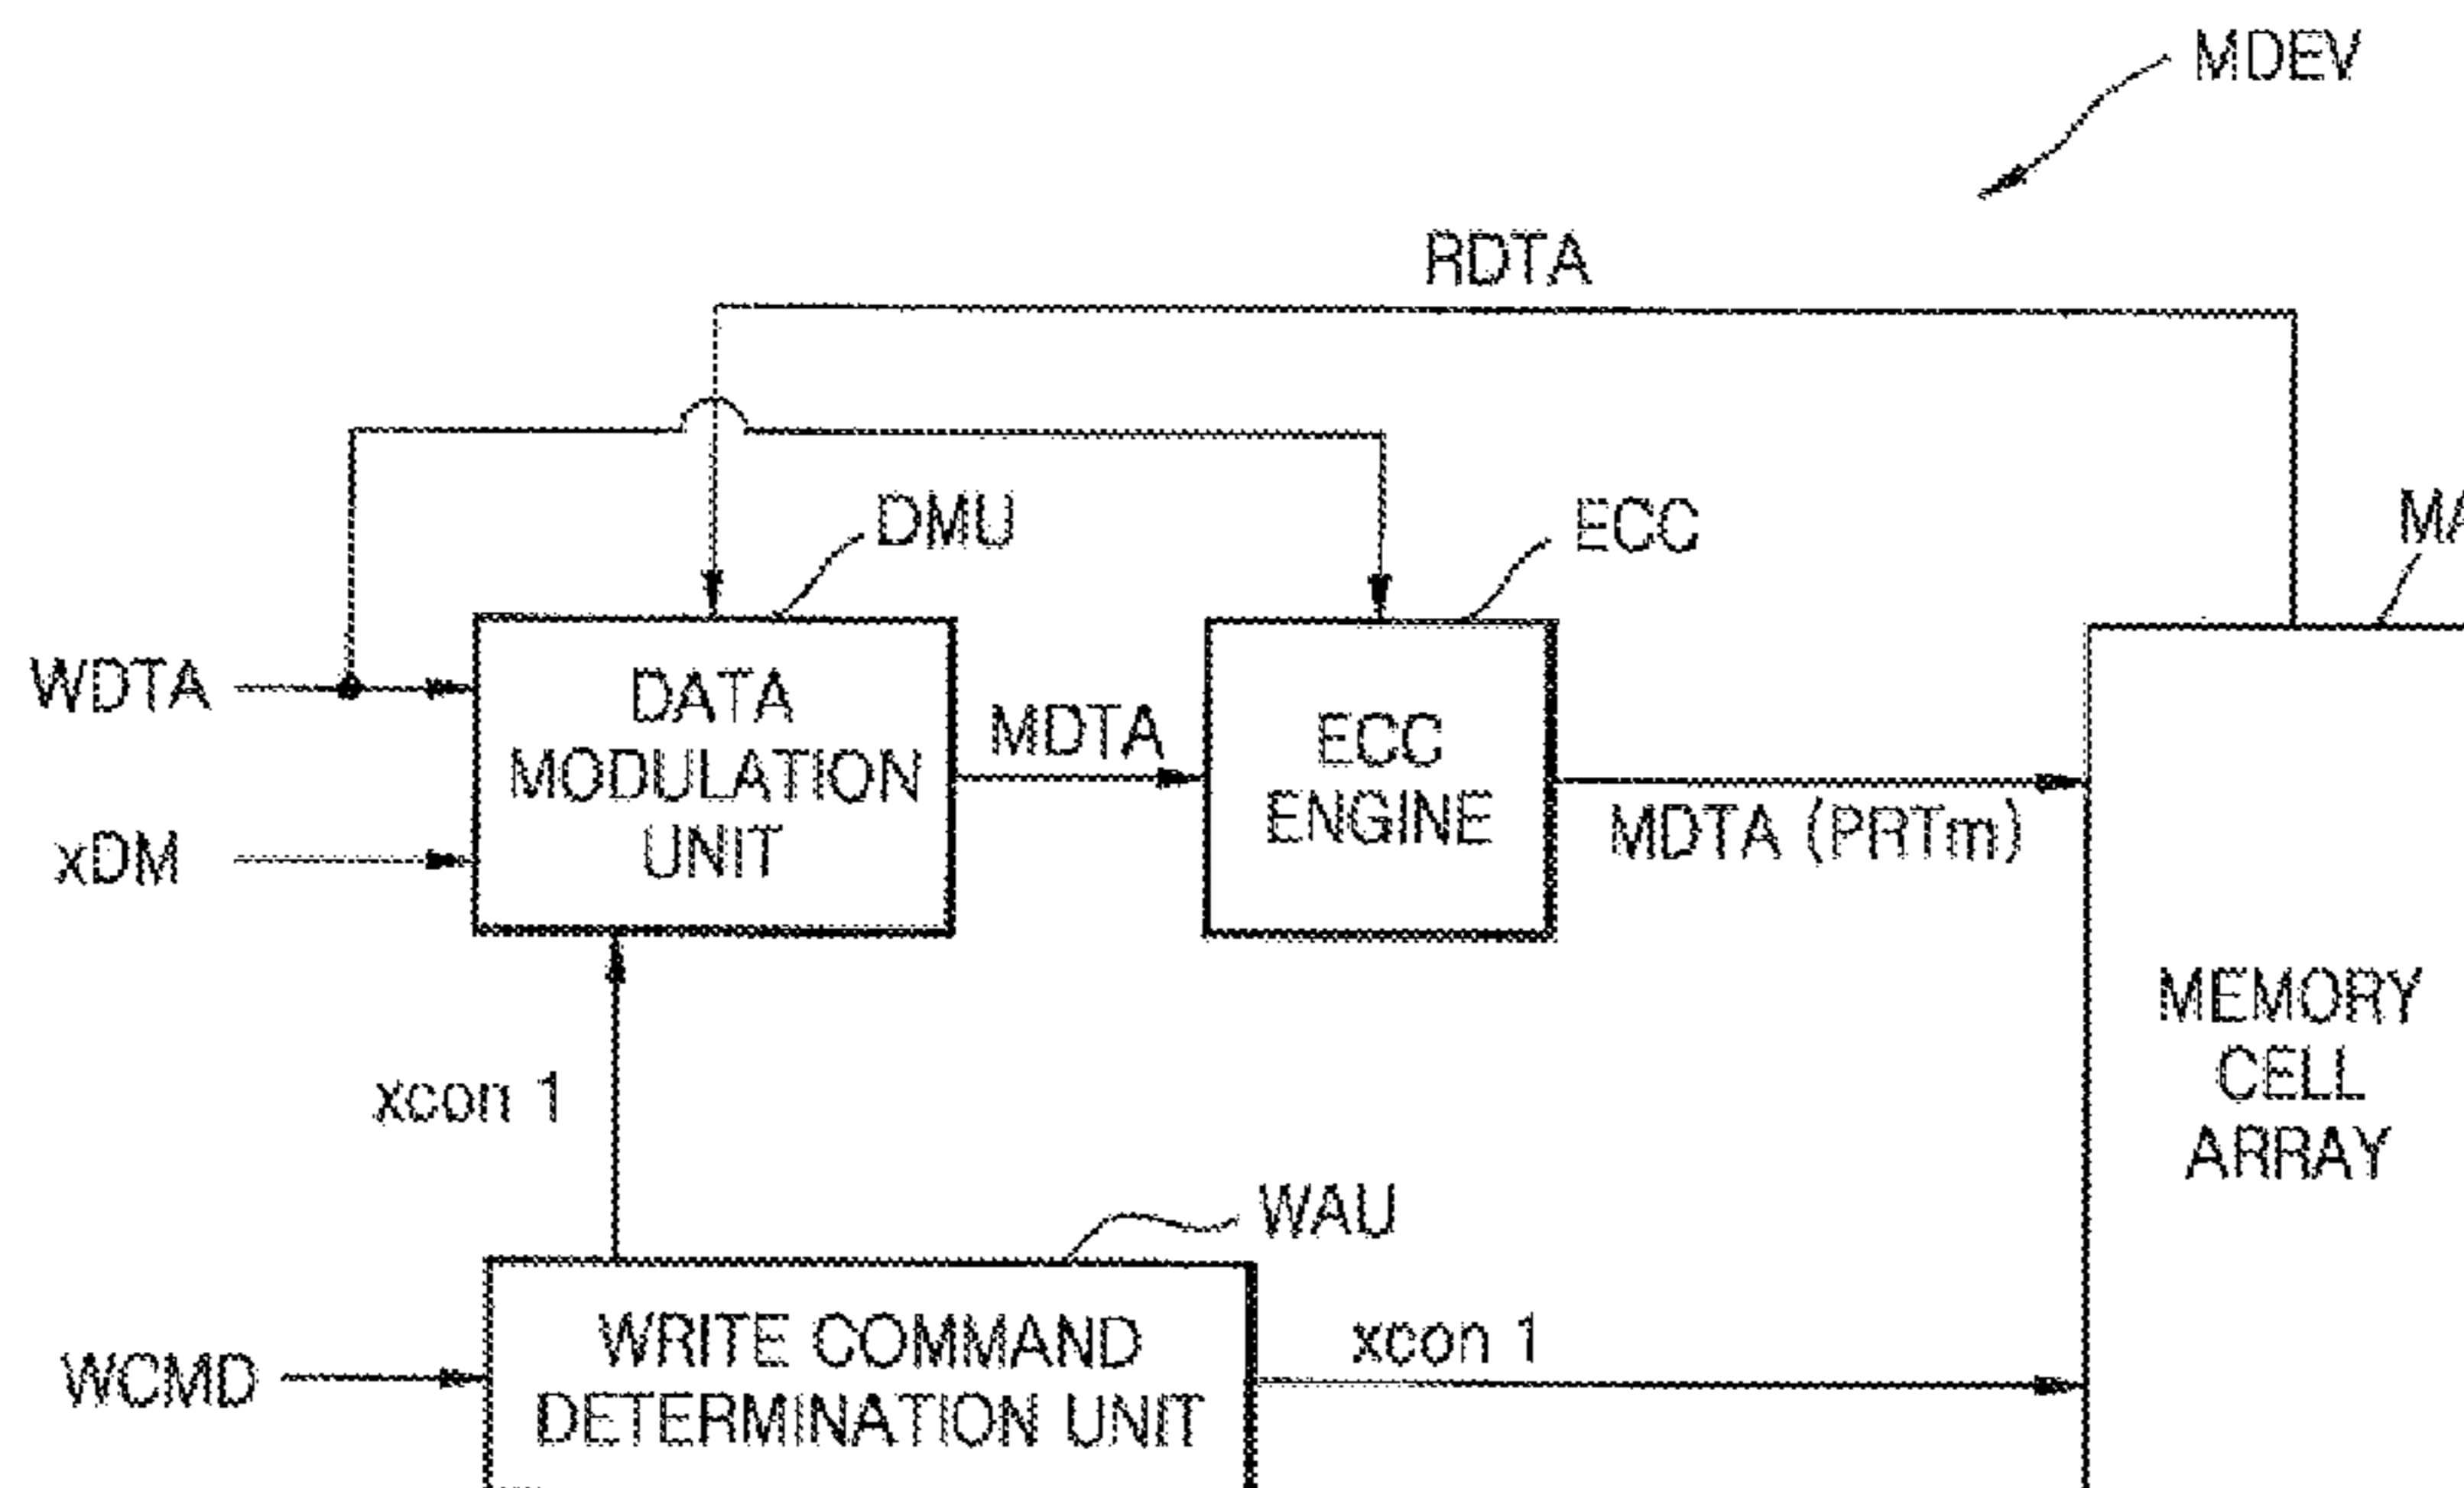 MDEV
RDTA
DMU
ECC
MA
WDTA
DATA
MODULATION
UNIT
MDTA
ECC
ENGINE
MDTA (PRTm)
xDM
MEMORY
CELL
ARRAY
xcon 1
WAU
WCMD
WRITE COMMAND
DETERMINATION UNIT
xcon 1